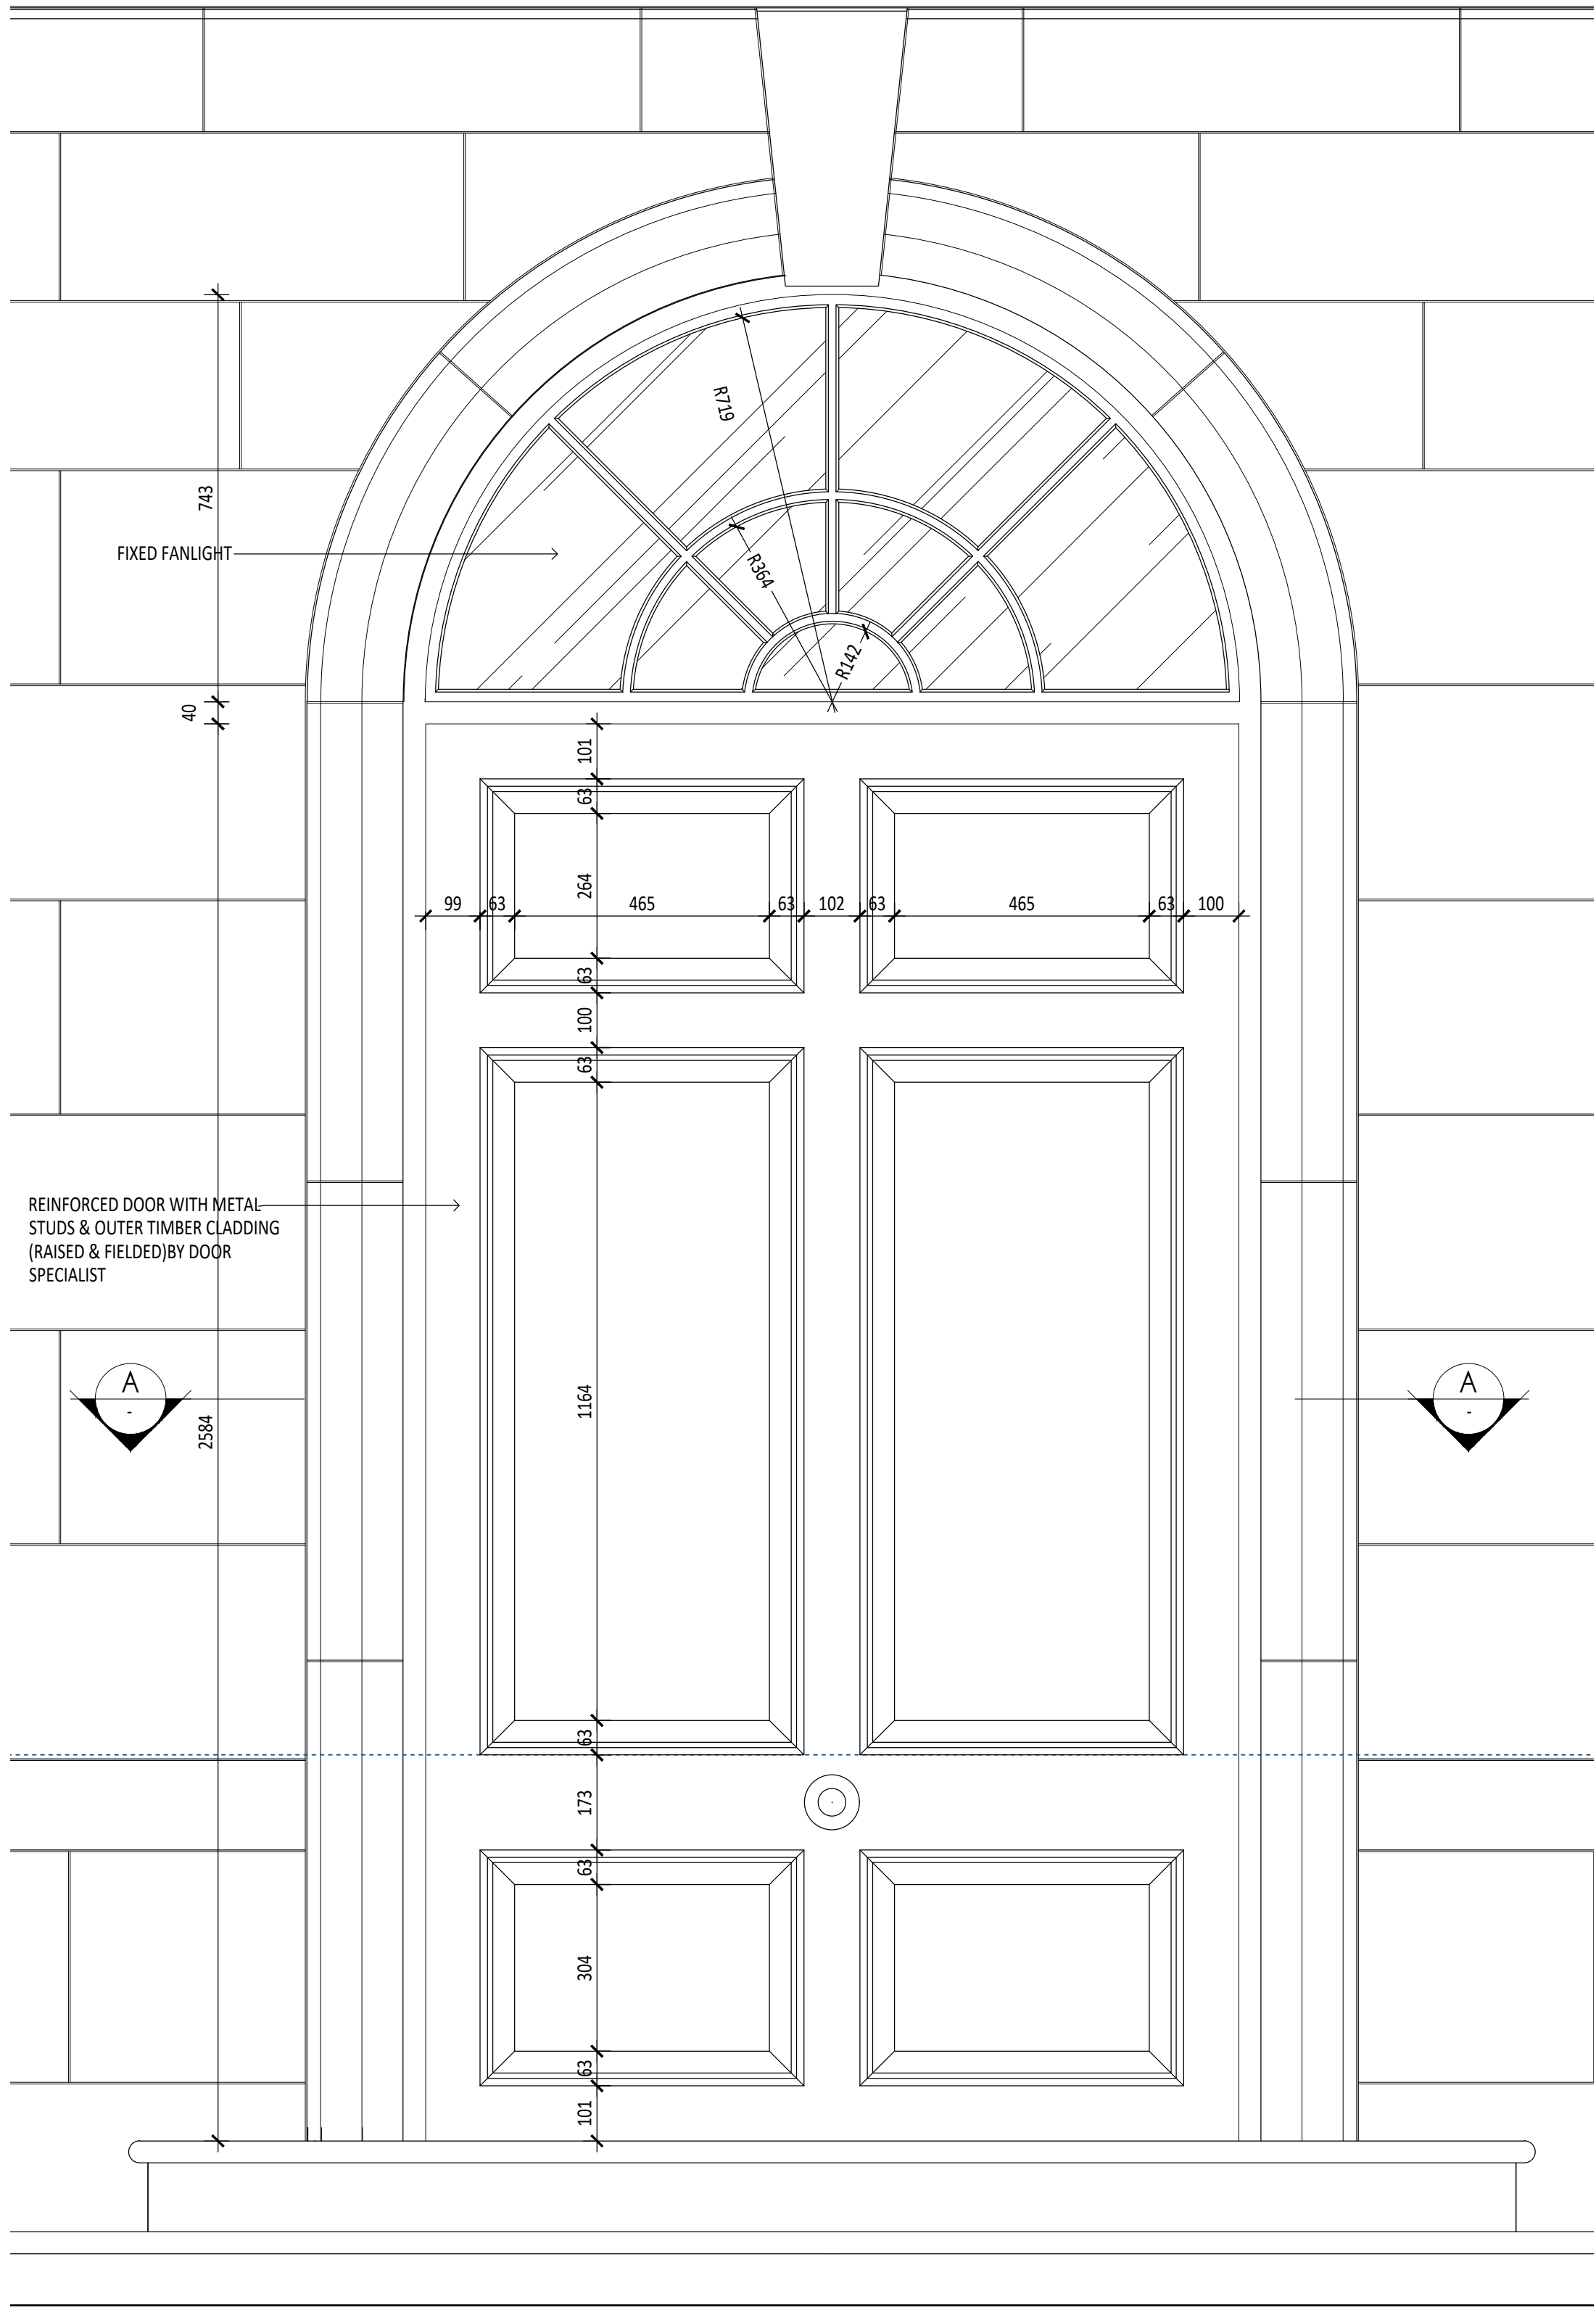 R719
743
FIXED FANLIGHT
R364
R142
40
101
63
264
99 63 465 63 102 63 465 63 100
63
100
63
REINFORCED DOOR WITH METAL
STUDS & OUTER TIMBER CLADDING
(RAISED & FIELDED)BY DOOR
SPECIALIST
A
-
A
-
1164
2584
63
173
63
304
63
101